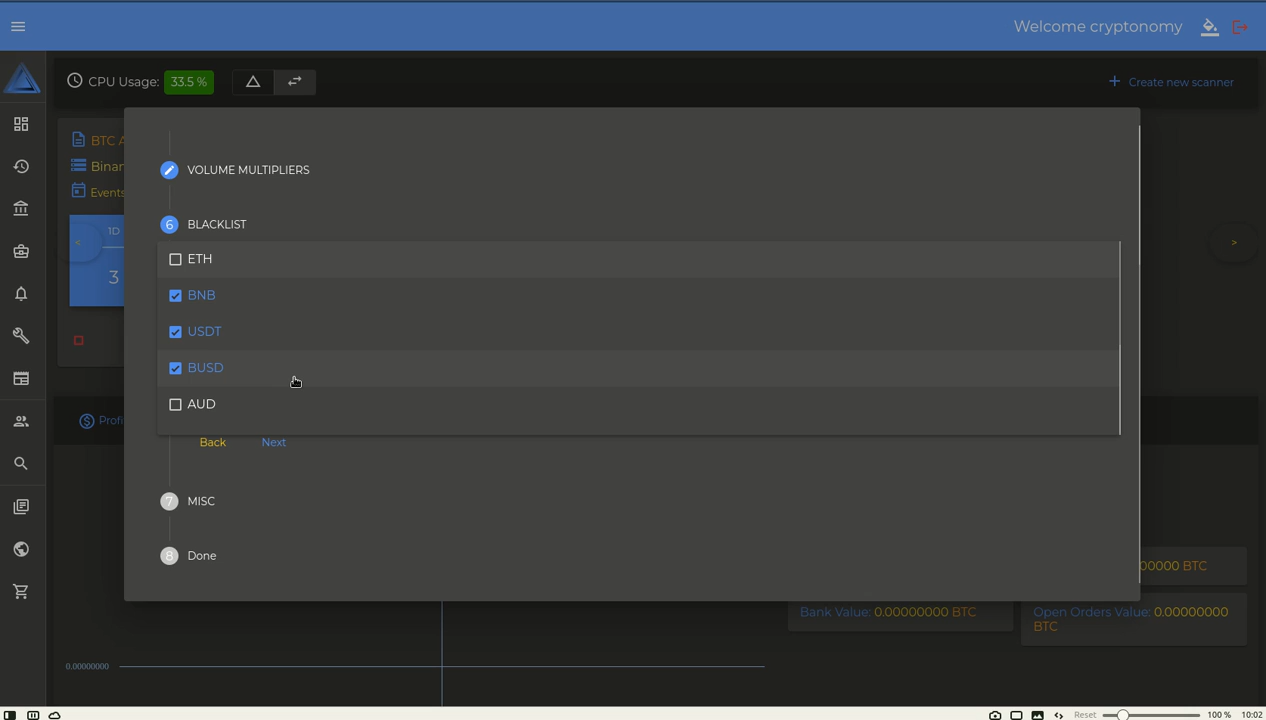 Welcome cryptonomy
CPU Usage: 33.5 %
+ Create new scanner
BTC A
Binan
Events
1D
3
<
>
VOLUME MULTIPLIERS
6 BLACKLIST
ETH
BNB
USDT
BUSD
AUD
Back Next
7 MISC
8 Done
Profi
00000 BTC
Bank Value: 0.00000000 BTC
Open Orders Value: 0.00000000
BTC
0.00000000
Reset 100 % 10:02